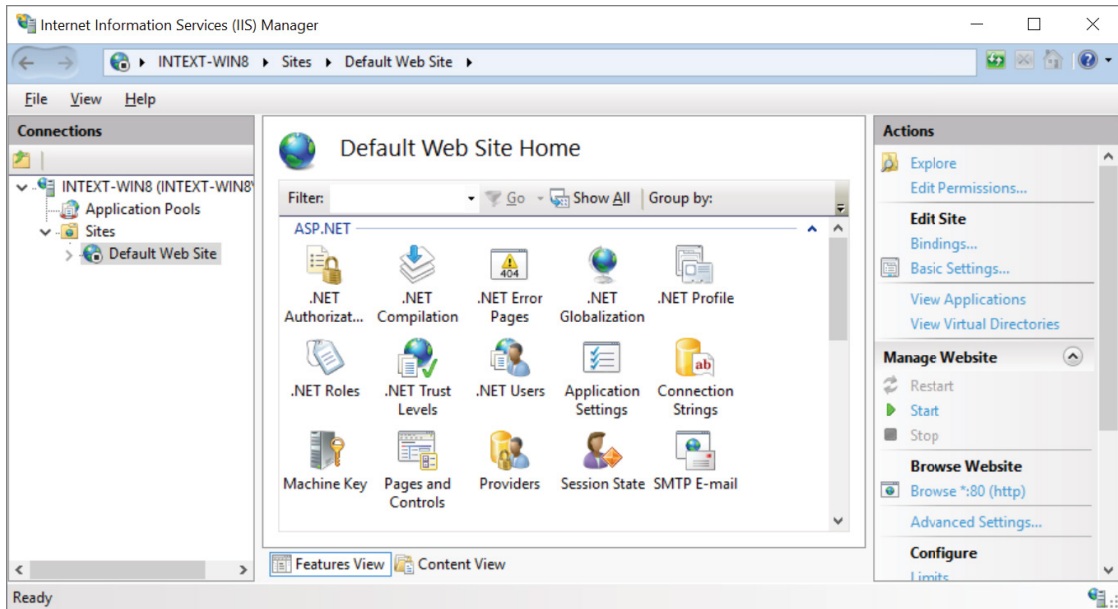 Internet Information Services (IIS) Manager
INTEXT-WIN8 Sites Default Web Site
File View Help
Connections
INTEXT-WIN8 (INTEXT-WIN8\
Application Pools
Sites
Default Web Site
Default Web Site Home
Filter: Go Show All Group by:
ASP.NET
.NET Authorizat...
.NET Compilation
404
.NET Error Pages
.NET Globalization
.NET Profile
.NET Roles
.NET Trust Levels
.NET Users
Application Settings
ab
Connection Strings
Machine Key
Pages and Controls
Providers
Session State
SMTP E-mail
Features View Content View
Actions
Explore
Edit Permissions...
Edit Site
Bindings...
Basic Settings...
View Applications
View Virtual Directories
Manage Website
Restart
Start
Stop
Browse Website
Browse *:80 (http)
Advanced Settings...
Configure
Limits
Ready